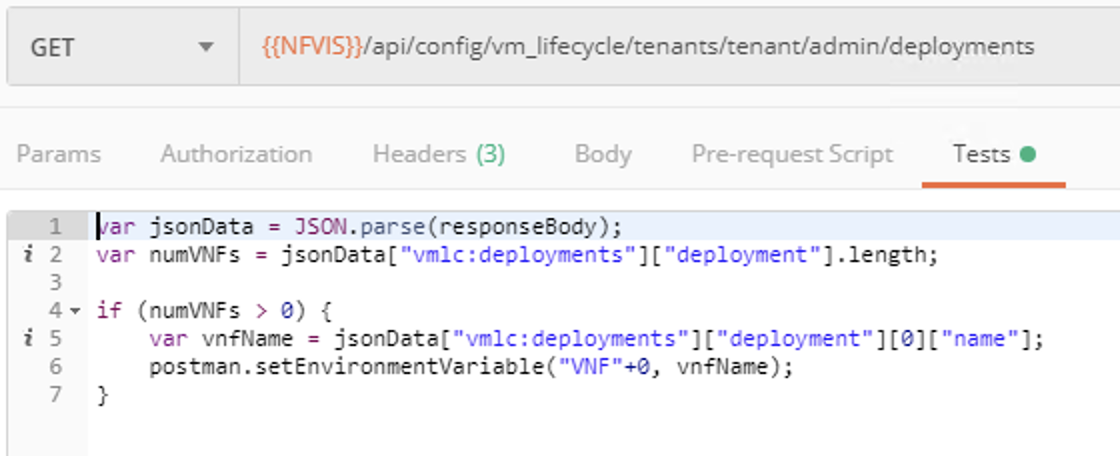 GET {{NFVIS}}/api/config/vm_lifecycle/tenants/tenant/admin/deployments
Params Authorization Headers (3) Body Pre-request Script Tests
1 var jsonData = JSON.parse(responseBody);
i 2 var numVNFs = jsonData["vmlc:deployments"]["deployment"].length;
3
4 if (numVNFs > 0) {
i 5 var vnfName = jsonData["vmlc:deployments"]["deployment"][0]["name"];
6 postman.setEnvironmentVariable("VNF"+0, vnfName);
7 }